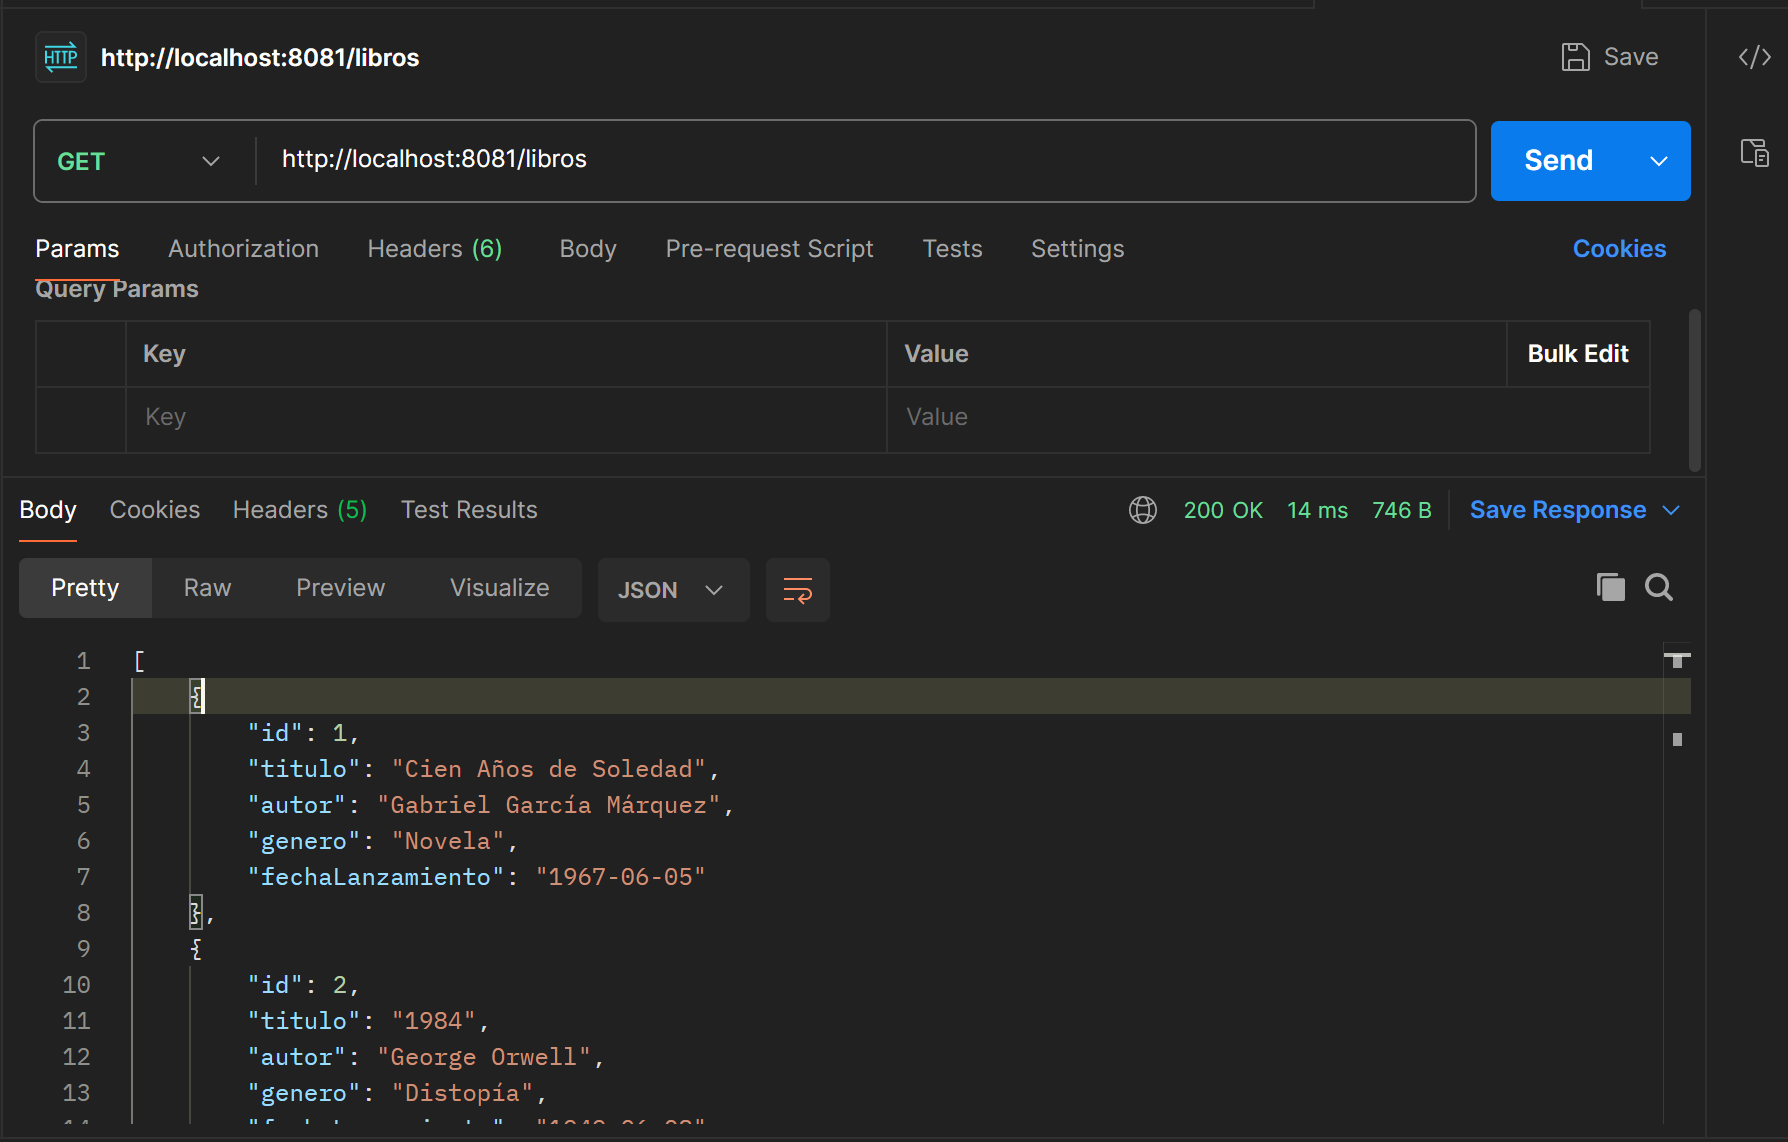 HTTP http://localhost:8081/libros Save
GET http://localhost:8081/libros Send
Params Authorization Headers (6) Body Pre-request Script Tests Settings Cookies
Query Params
Key Value Bulk Edit
Key Value
Body Cookies Headers (5) Test Results 200 OK 14 ms 746 B Save Response
Pretty Raw Preview Visualize JSON
1 [
2 {
3 "id": 1,
4 "titulo": "Cien Años de Soledad",
5 "autor": "Gabriel García Márquez",
6 "genero": "Novela",
7 "fechaLanzamiento": "1967-06-05"
8 },
9 {
10 "id": 2,
11 "titulo": "1984",
12 "autor": "George Orwell",
13 "genero": "Distopía",